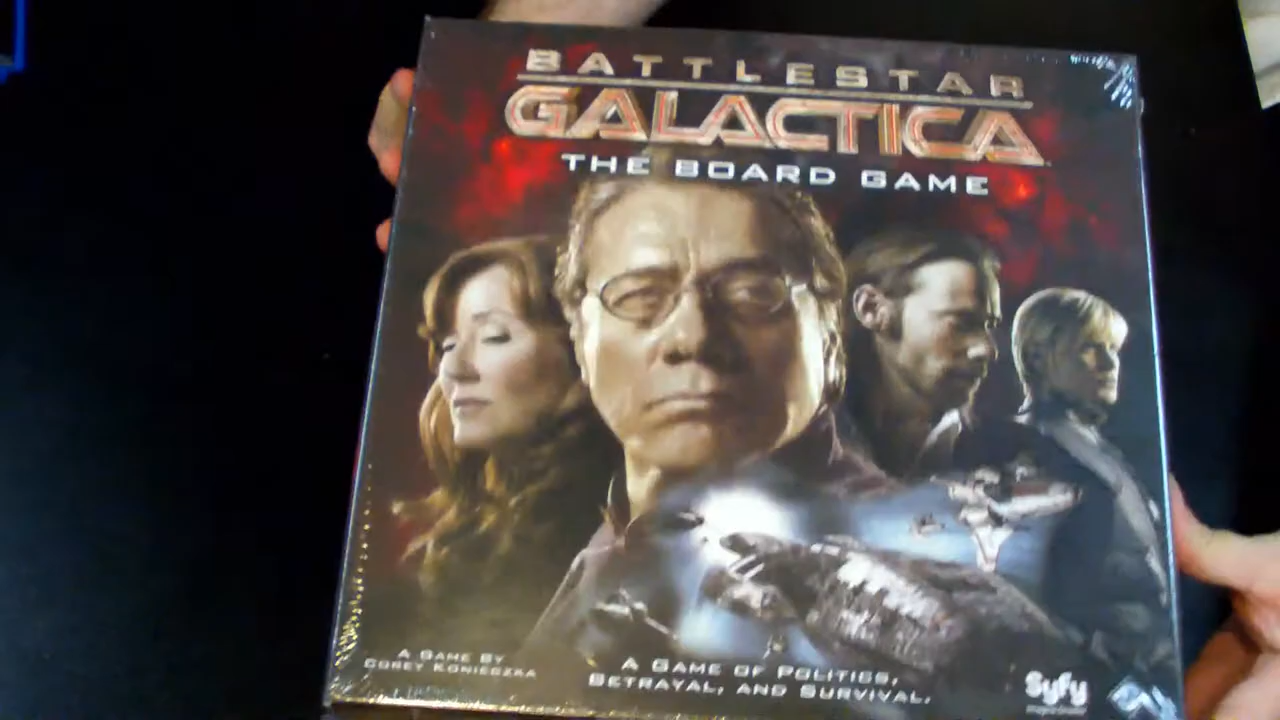 BATTLESTAR
GALACTICA
THE BOARD GAME
A GAME BY
COREY KONIECZKA
A GAME OF POLITICS,
BETRAYAL, AND SURVIVAL.
Syfy